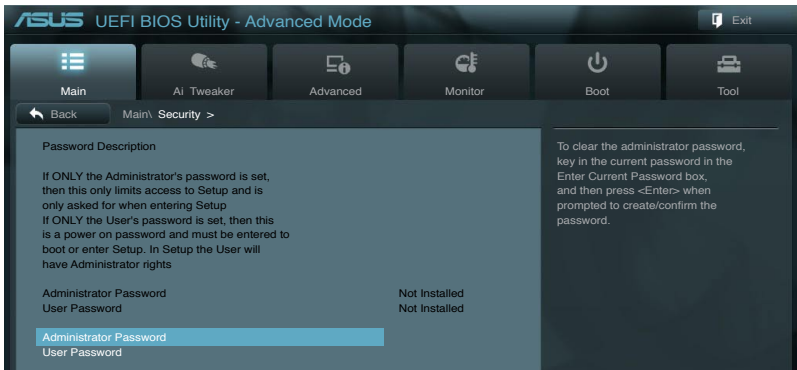 ASUS UEFI BIOS Utility - Advanced Mode
Exit
Main
Ai Tweaker
Advanced
Monitor
Boot
Tool
Back
Main\ Security >
Password Description
If ONLY the Administrator's password is set,
then this only limits access to Setup and is
only asked for when entering Setup
If ONLY the User's password is set, then this
is a power on password and must be entered to
boot or enter Setup. In Setup the User will
have Administrator rights
Administrator Password Not Installed
User Password Not Installed
Administrator Password
User Password
To clear the administrator password,
key in the current password in the
Enter Current Password box,
and then press <Enter> when
prompted to create/confirm the
password.